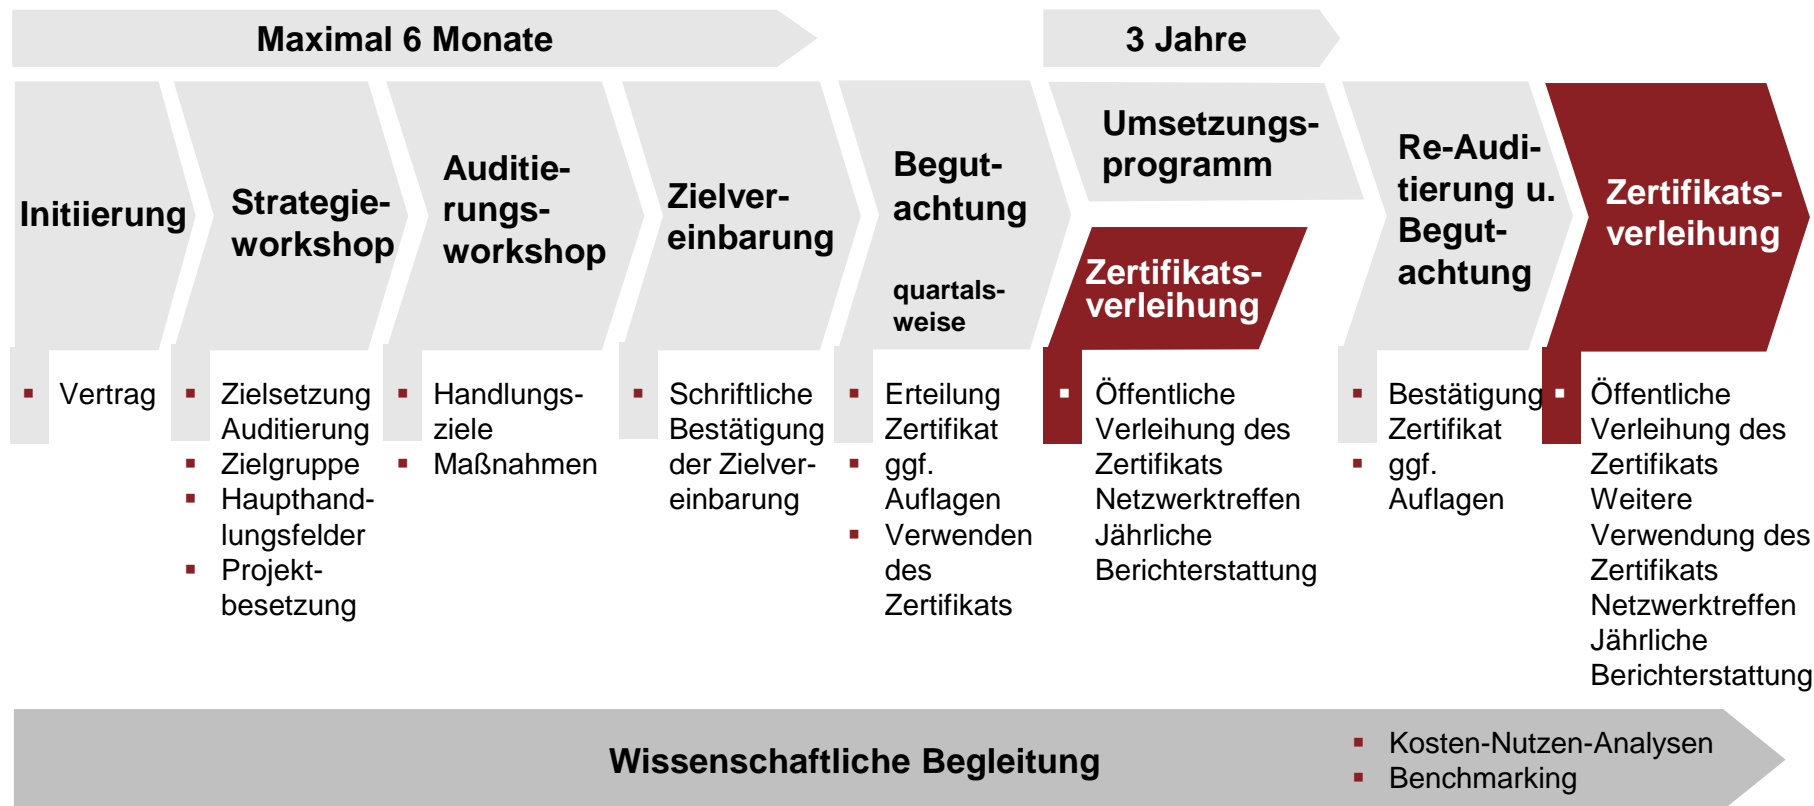 Maximal 6 Monate
3 Jahre
Initiierung
Strategie-
workshop
Auditie-
rungs-
workshop
Zielver-
einbarung
Begut-
achtung
quartals-
weise
Umsetzungs-
programm
Zertifikats-
verleihung
Re-Audi-
tierung u.
Begut-
achtung
Zertifikats-
verleihung
Vertrag
Zielsetzung
Auditierung
Zielgruppe
Haupthand-
lungsfelder
Projekt-
besetzung
Handlungs-
ziele
Maßnahmen
Schriftliche
Bestätigung
der Zielver-
einbarung
Erteilung
Zertifikat
ggf.
Auflagen
Verwenden
des
Zertifikats
Öffentliche
Verleihung des
Zertifikats
Netzwerktreffen
Jährliche
Berichterstattung
Bestätigung
Zertifikat
ggf.
Auflagen
Öffentliche
Verleihung des
Zertifikats
Weitere
Verwendung des
Zertifikats
Netzwerktreffen
Jährliche
Berichterstattung
Wissenschaftliche Begleitung
Kosten-Nutzen-Analysen
Benchmarking